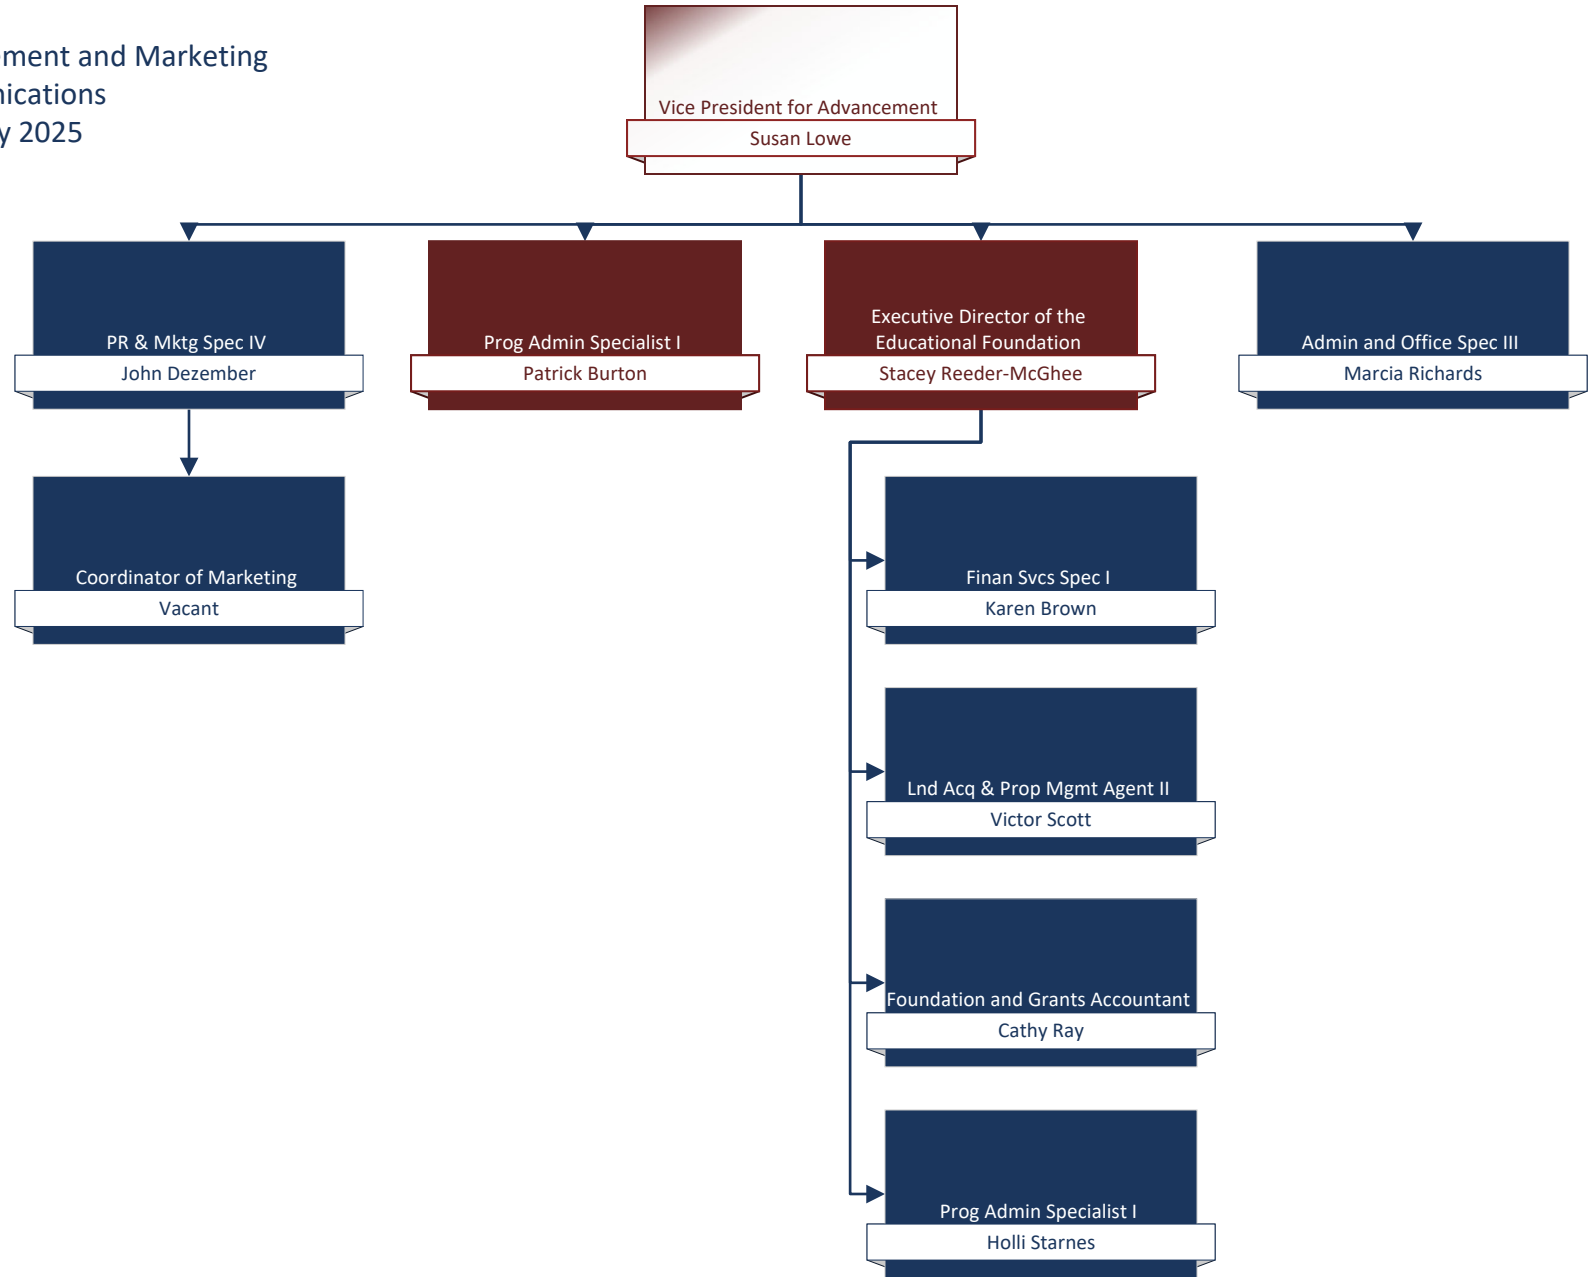 ement and Marketing
nications
y 2025
Vice President for Advancement
Susan Lowe
PR & Mktg Spec IV
John Dezember
Prog Admin Specialist I
Patrick Burton
Executive Director of the
Educational Foundation
Stacey Reeder-McGhee
Admin and Office Spec III
Marcia Richards
Coordinator of Marketing
Vacant
Finan Svcs Spec I
Karen Brown
Lnd Acq & Prop Mgmt Agent II
Victor Scott
Foundation and Grants Accountant
Cathy Ray
Prog Admin Specialist I
Holli Starnes